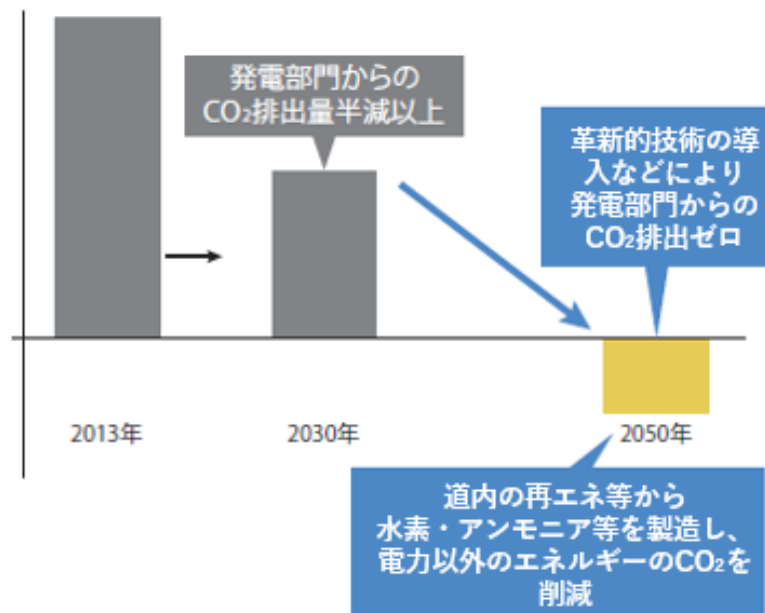 発電部門からの
CO₂排出量半減以上
革新的技術の導
入などにより
発電部門からの
CO₂排出ゼロ
2013年
2030年
2050年
道内の再エネ等から
水素・アンモニア等を製造し、
電力以外のエネルギーのCO₂を
削減